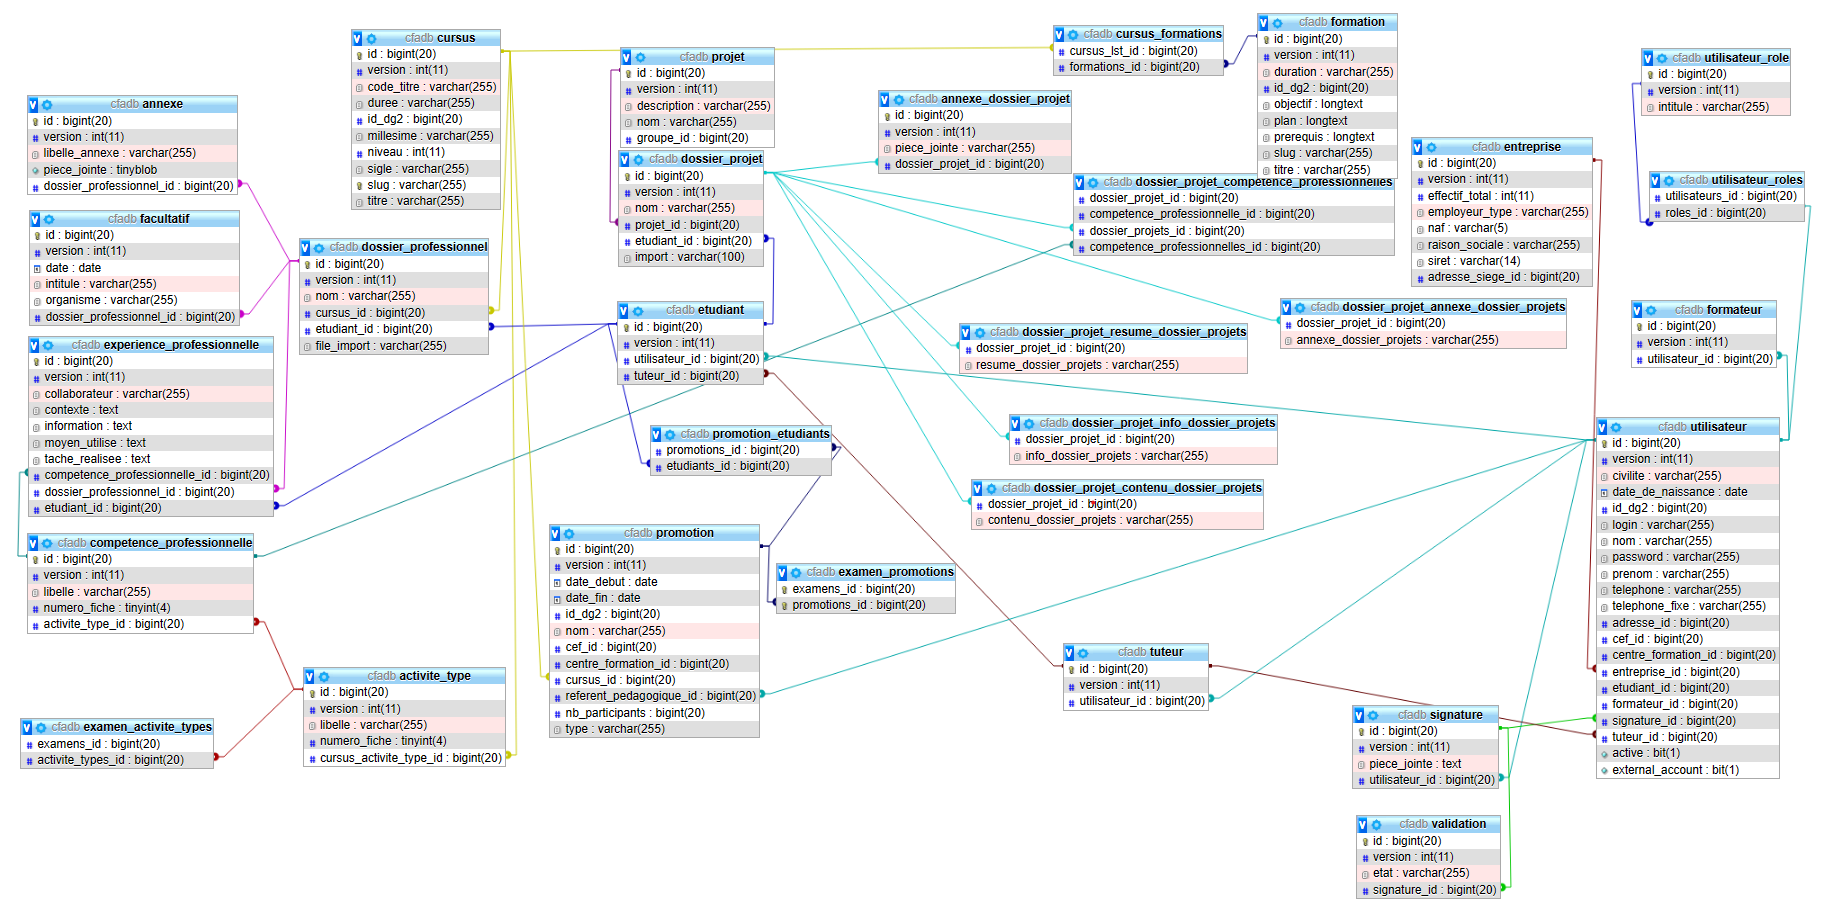 cfadb cursus
id : bigint(20)
version : int(11)
code_titre : varchar(255)
duree : varchar(255)
id_dg2 : bigint(20)
millesime : varchar(255)
niveau : int(11)
sigle : varchar(255)
slug : varchar(255)
titre : varchar(255)
cfadb projet
id : bigint(20)
version : int(11)
description : varchar(255)
nom : varchar(255)
groupe_id : bigint(20)
cfadb cursus_formations
cursus_lst_id : bigint(20)
formations_id : bigint(20)
cfadb formation
id : bigint(20)
version : int(11)
duration : varchar(255)
id_dg2 : bigint(20)
objectif : longtext
plan : longtext
prerequis : longtext
slug : varchar(255)
titre : varchar(255)
cfadb utilisateur_role
id : bigint(20)
version : int(11)
intitule : varchar(255)
cfadb annexe
id : bigint(20)
version : int(11)
libelle_annexe : varchar(255)
piece_jointe : tinyblob
dossier_professionnel_id : bigint(20)
cfadb annexe_dossier_projet
id : bigint(20)
version : int(11)
piece_jointe : varchar(255)
dossier_projet_id : bigint(20)
cfadb dossier_projet
id : bigint(20)
version : int(11)
nom : varchar(255)
projet_id : bigint(20)
etudiant_id : bigint(20)
import : varchar(100)
cfadb dossier_projet_competence_professionnelles
dossier_projet_id : bigint(20)
competence_professionnelle_id : bigint(20)
dossier_projets_id : bigint(20)
competence_professionnelles_id : bigint(20)
cfadb entreprise
id : bigint(20)
version : int(11)
effectif_total : int(11)
employeur_type : varchar(255)
naf : varchar(5)
raison_sociale : varchar(255)
siret : varchar(14)
adresse_siege_id : bigint(20)
cfadb utilisateur_roles
utilisateurs_id : bigint(20)
roles_id : bigint(20)
cfadb facultatif
id : bigint(20)
version : int(11)
date : date
intitule : varchar(255)
organisme : varchar(255)
dossier_professionnel_id : bigint(20)
cfadb dossier_professionnel
id : bigint(20)
version : int(11)
nom : varchar(255)
cursus_id : bigint(20)
etudiant_id : bigint(20)
file_import : varchar(255)
cfadb etudiant
id : bigint(20)
version : int(11)
utilisateur_id : bigint(20)
tuteur_id : bigint(20)
cfadb dossier_projet_resume_dossier_projets
dossier_projet_id : bigint(20)
resume_dossier_projets : varchar(255)
cfadb dossier_projet_annexe_dossier_projets
dossier_projet_id : bigint(20)
annexe_dossier_projets : varchar(255)
cfadb formateur
id : bigint(20)
version : int(11)
utilisateur_id : bigint(20)
cfadb experience_professionnelle
id : bigint(20)
version : int(11)
collaborateur : varchar(255)
contexte : text
information : text
moyen_utilise : text
tache_realisee : text
competence_professionnelle_id : bigint(20)
dossier_professionnel_id : bigint(20)
etudiant_id : bigint(20)
cfadb promotion_etudiants
promotions_id : bigint(20)
etudiants_id : bigint(20)
cfadb dossier_projet_info_dossier_projets
dossier_projet_id : bigint(20)
info_dossier_projets : varchar(255)
cfadb dossier_projet_contenu_dossier_projets
dossier_projet_id : bigint(20)
contenu_dossier_projets : varchar(255)
cfadb utilisateur
id : bigint(20)
version : int(11)
civilite : varchar(255)
date_de_naissance : date
id_dg2 : bigint(20)
login : varchar(255)
nom : varchar(255)
password : varchar(255)
prenom : varchar(255)
telephone : varchar(255)
telephone_fixe : varchar(255)
adresse_id : bigint(20)
cef_id : bigint(20)
centre_formation_id : bigint(20)
entreprise_id : bigint(20)
etudiant_id : bigint(20)
formateur_id : bigint(20)
signature_id : bigint(20)
tuteur_id : bigint(20)
active : bit(1)
external_account : bit(1)
cfadb competence_professionnelle
id : bigint(20)
version : int(11)
libelle : varchar(255)
numero_fiche : tinyint(4)
activite_type_id : bigint(20)
cfadb promotion
id : bigint(20)
version : int(11)
date_debut : date
date_fin : date
id_dg2 : bigint(20)
nom : varchar(255)
cef_id : bigint(20)
centre_formation_id : bigint(20)
cursus_id : bigint(20)
referent_pedagogique_id : bigint(20)
nb_participants : bigint(20)
type : varchar(255)
cfadb examen_promotions
examens_id : bigint(20)
promotions_id : bigint(20)
cfadb tuteur
id : bigint(20)
version : int(11)
utilisateur_id : bigint(20)
cfadb activite_type
id : bigint(20)
version : int(11)
libelle : varchar(255)
numero_fiche : tinyint(4)
cursus_activite_type_id : bigint(20)
cfadb examen_activite_types
examens_id : bigint(20)
activite_types_id : bigint(20)
cfadb signature
id : bigint(20)
version : int(11)
piece_jointe : text
utilisateur_id : bigint(20)
cfadb validation
id : bigint(20)
version : int(11)
etat : varchar(255)
signature_id : bigint(20)